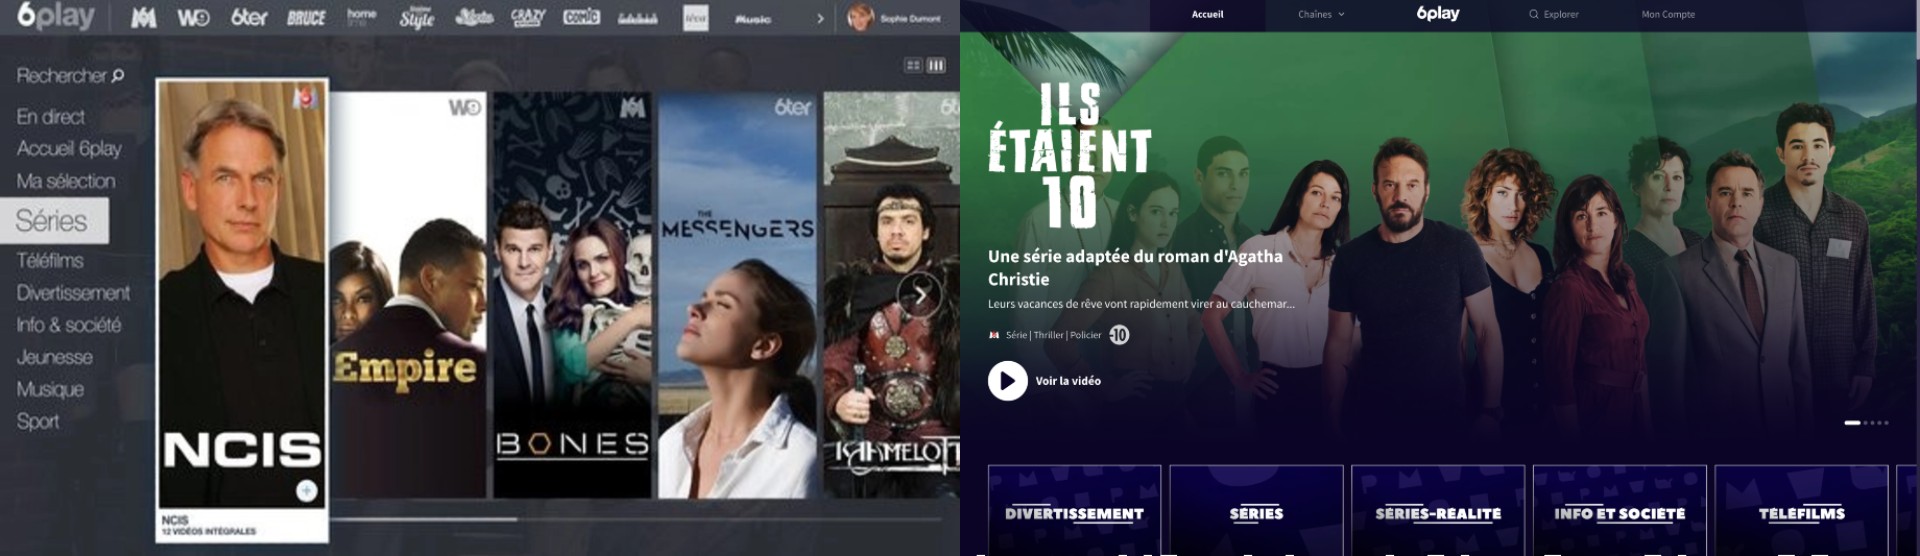 6play
M6
W9
6ter
BRUCE
home
time
Style
CRAZY
COMIC
téva
Music
Sophie Dumont
Rechercher
En direct
Accueil 6play
Ma sélection
Séries
Téléfilms
Divertissement
Info & société
Jeunesse
Musique
Sport
M6
NCIS
NCIS
12 VIDÉOS INTÉGRALES
W9
Empire
M6
BONES
6ter
THE
MESSENGERS
6t
KAAMELOTT
Accueil
Chaînes
6play
Explorer
Mon Compte
ILS
ÉTAIENT
10
Une série adaptée du roman d'Agatha
Christie
Leurs vacances de rêve vont rapidement virer au cauchemar...
M6 Série | Thriller | Policier -10
Voir la vidéo
DIVERTISSEMENT
SÉRIES
SÉRIES-RÉALITÉ
INFO ET SOCIÉTÉ
TÉLÉFILMS